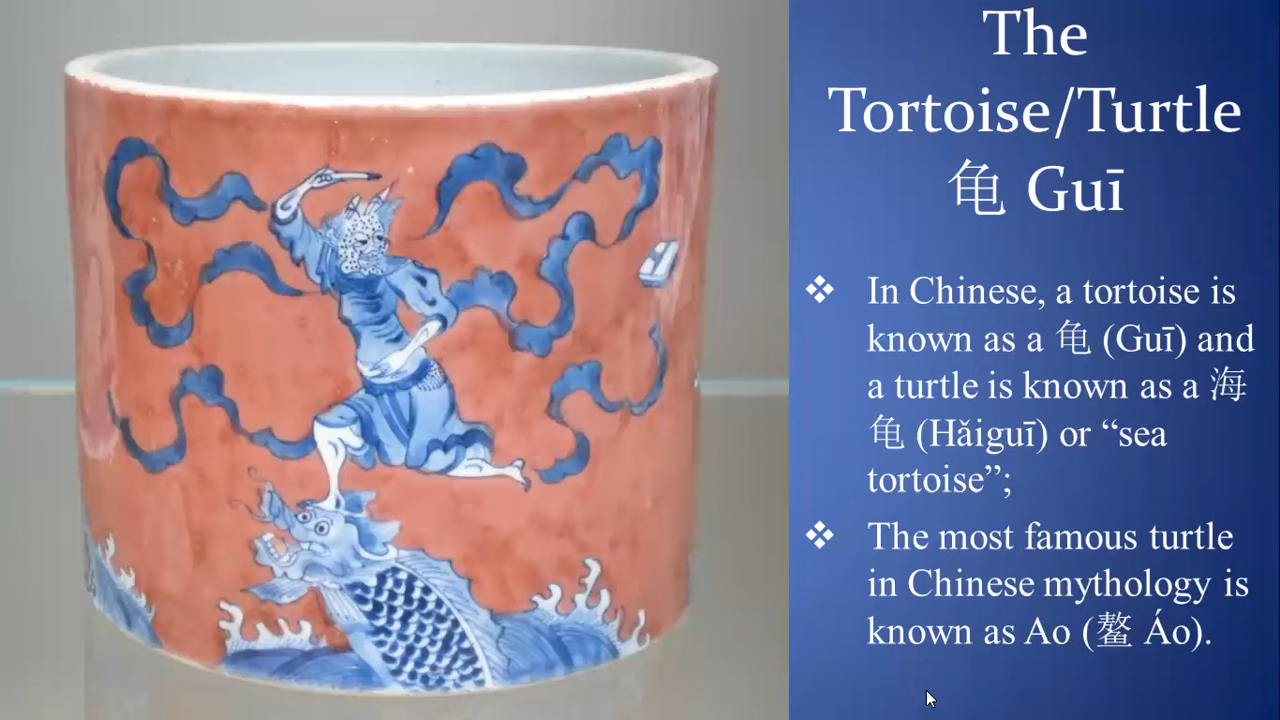 The
Tortoise/Turtle
龟 Guī
❖ In Chinese, a tortoise is
known as a 龟 (Guī) and
a turtle is known as a 海
龟 (Hǎiguī) or “sea
tortoise”;
❖ The most famous turtle
in Chinese mythology is
known as Ao (鳌 Áo).